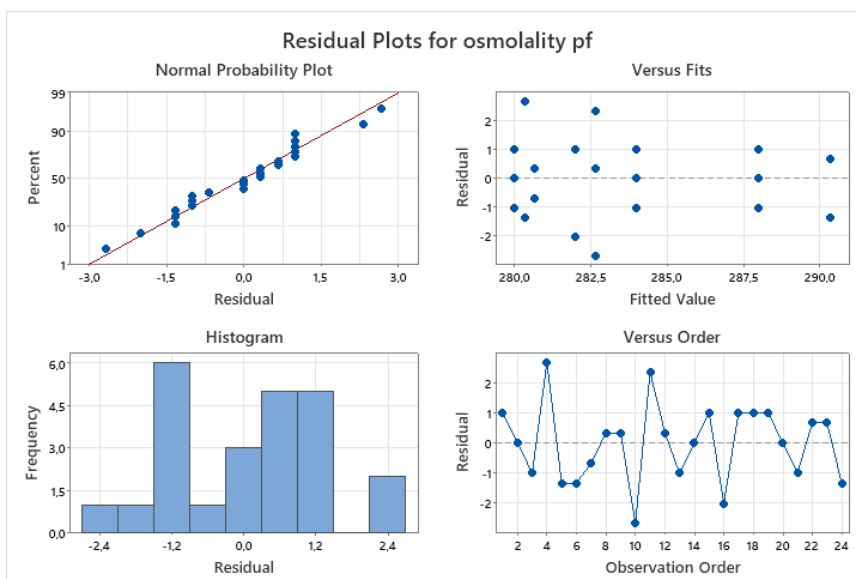 Residual Plots for osmolality pf
Normal Probability Plot
Percent
99
90
50
10
1
-3,0 -1,5 0,0 1,5 3,0
Residual
Versus Fits
Residual
2
1
0
-1
-2
280,0 282,5 285,0 287,5 290,0
Fitted Value
Histogram
Frequency
6,0
4,5
3,0
1,5
0,0
-2,4 -1,2 0,0 1,2 2,4
Residual
Versus Order
Residual
2
1
0
-1
-2
2 4 6 8 10 12 14 16 18 20 22 24
Observation Order